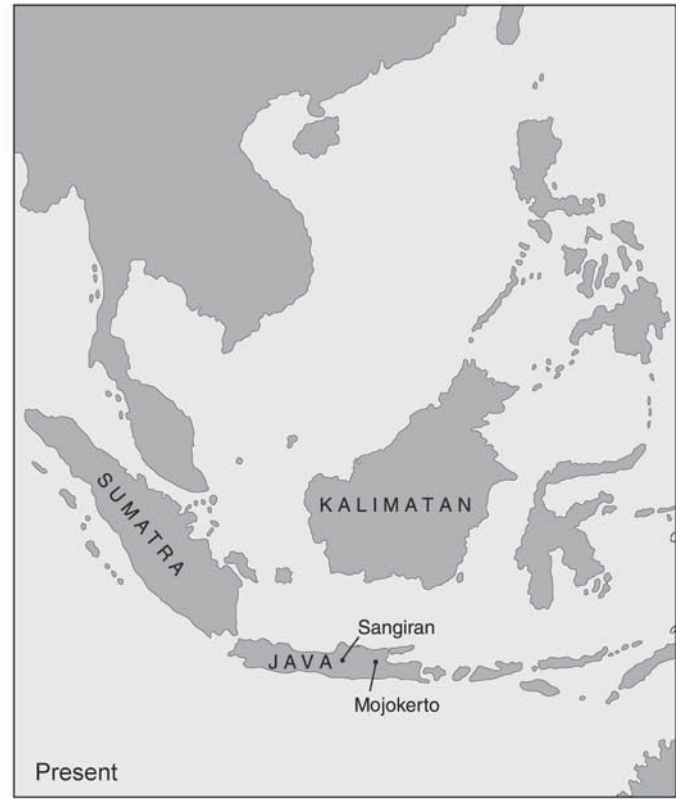 SUMATRA
KALIMATAN
Sangiran
JAVA
Mojokerto
Present